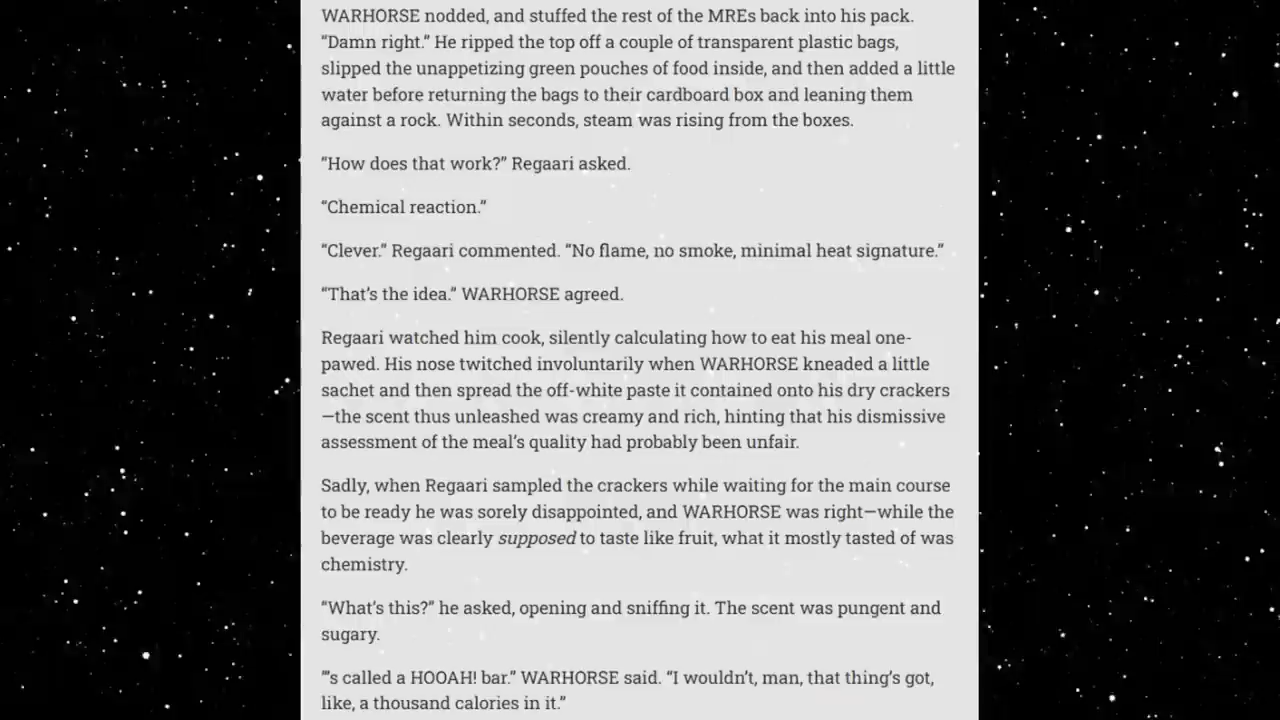 WARHORSE nodded, and stuffed the rest of the MREs back into his pack.
“Damn right.” He ripped the top off a couple of transparent plastic bags,
slipped the unappetizing green pouches of food inside, and then added a little
water before returning the bags to their cardboard box and leaning them
against a rock. Within seconds, steam was rising from the boxes.
“How does that work?” Regaari asked.
“Chemical reaction.”
“Clever.” Regaari commented. “No flame, no smoke, minimal heat signature.”
“That’s the idea.” WARHORSE agreed.
Regaari watched him cook, silently calculating how to eat his meal one-
pawed. His nose twitched involuntarily when WARHORSE kneaded a little
sachet and then spread the off-white paste it contained onto his dry crackers
—the scent thus unleashed was creamy and rich, hinting that his dismissive
assessment of the meal’s quality had probably been unfair.
Sadly, when Regaari sampled the crackers while waiting for the main course
to be ready he was sorely disappointed, and WARHORSE was right—while the
beverage was clearly supposed to taste like fruit, what it mostly tasted of was
chemistry.
“What’s this?” he asked, opening and sniffing it. The scent was pungent and
sugary.
“’s called a HOOAH! bar.” WARHORSE said. “I wouldn’t, man, that thing’s got,
like, a thousand calories in it.”